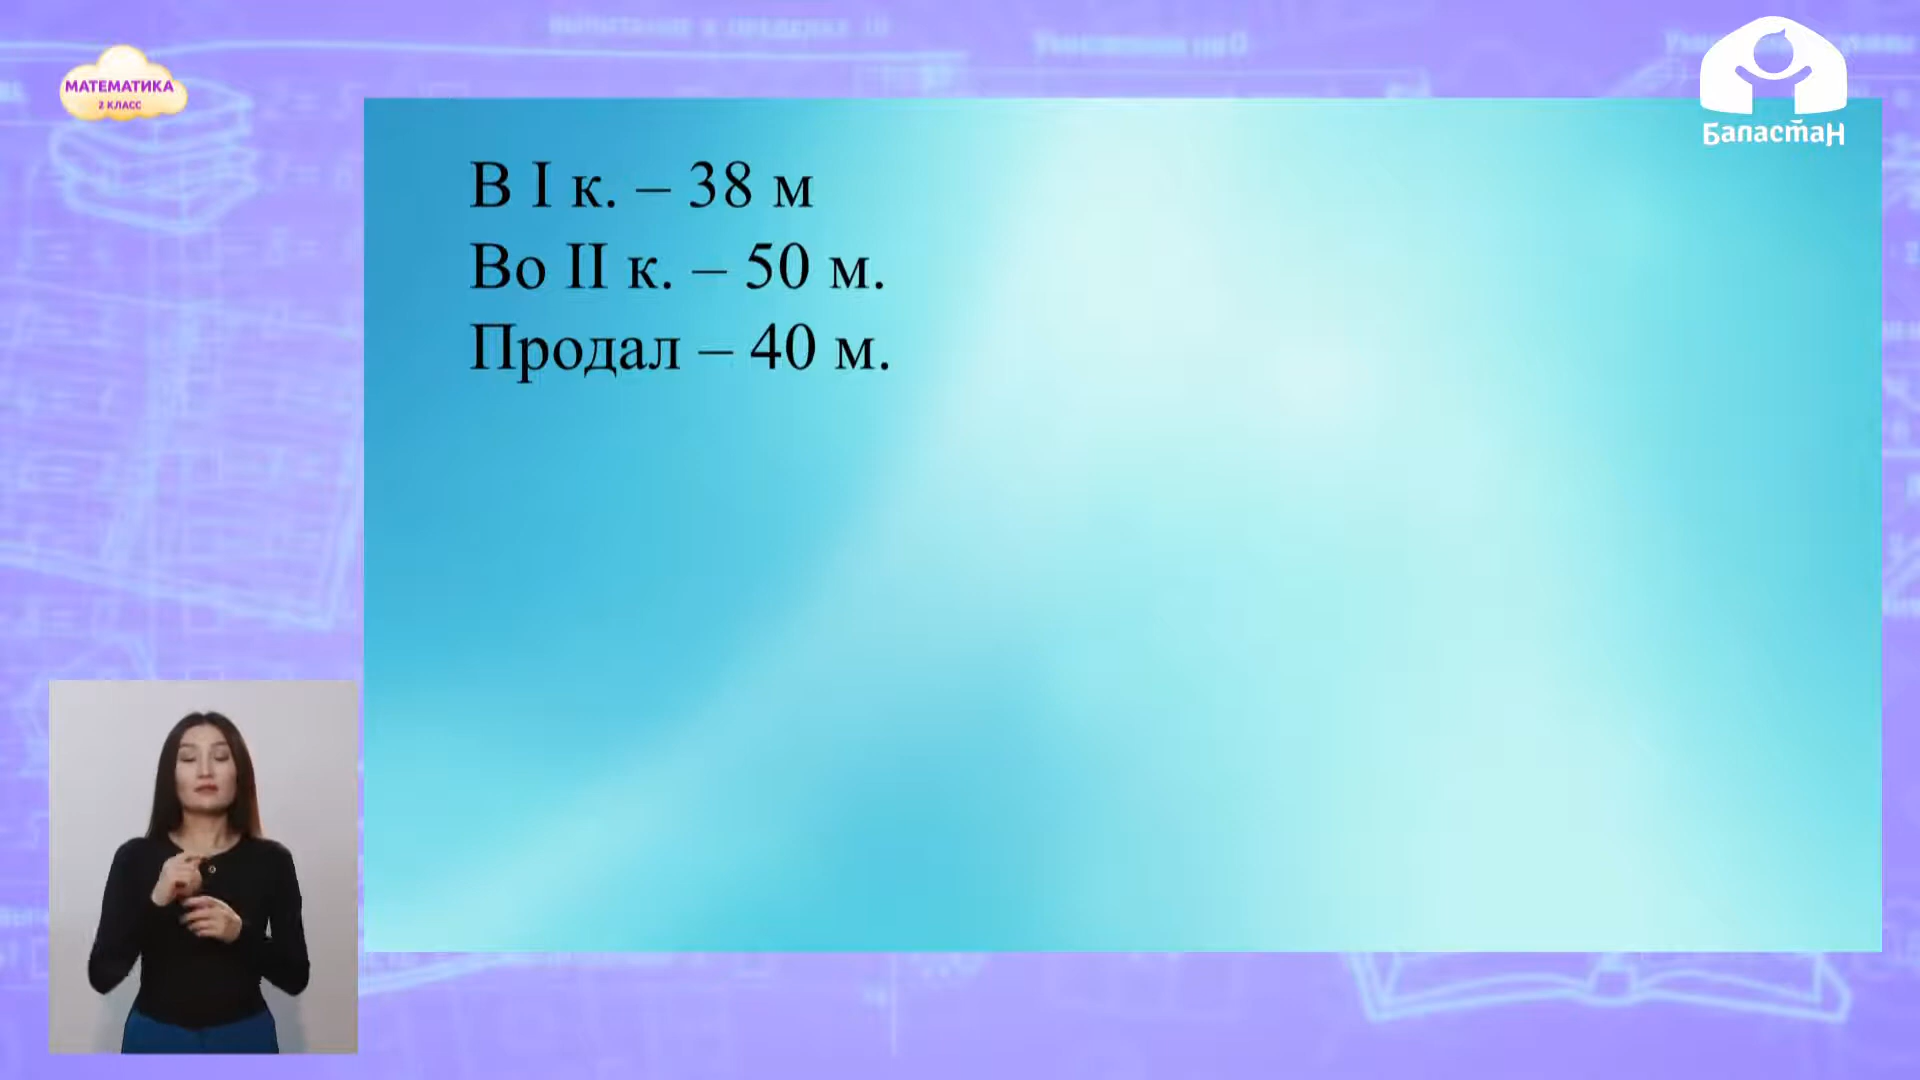 МАТЕМАТИКА
2 КЛАСС
Баластан
В I к. – 38 м
Во II к. – 50 м.
Продал – 40 м.